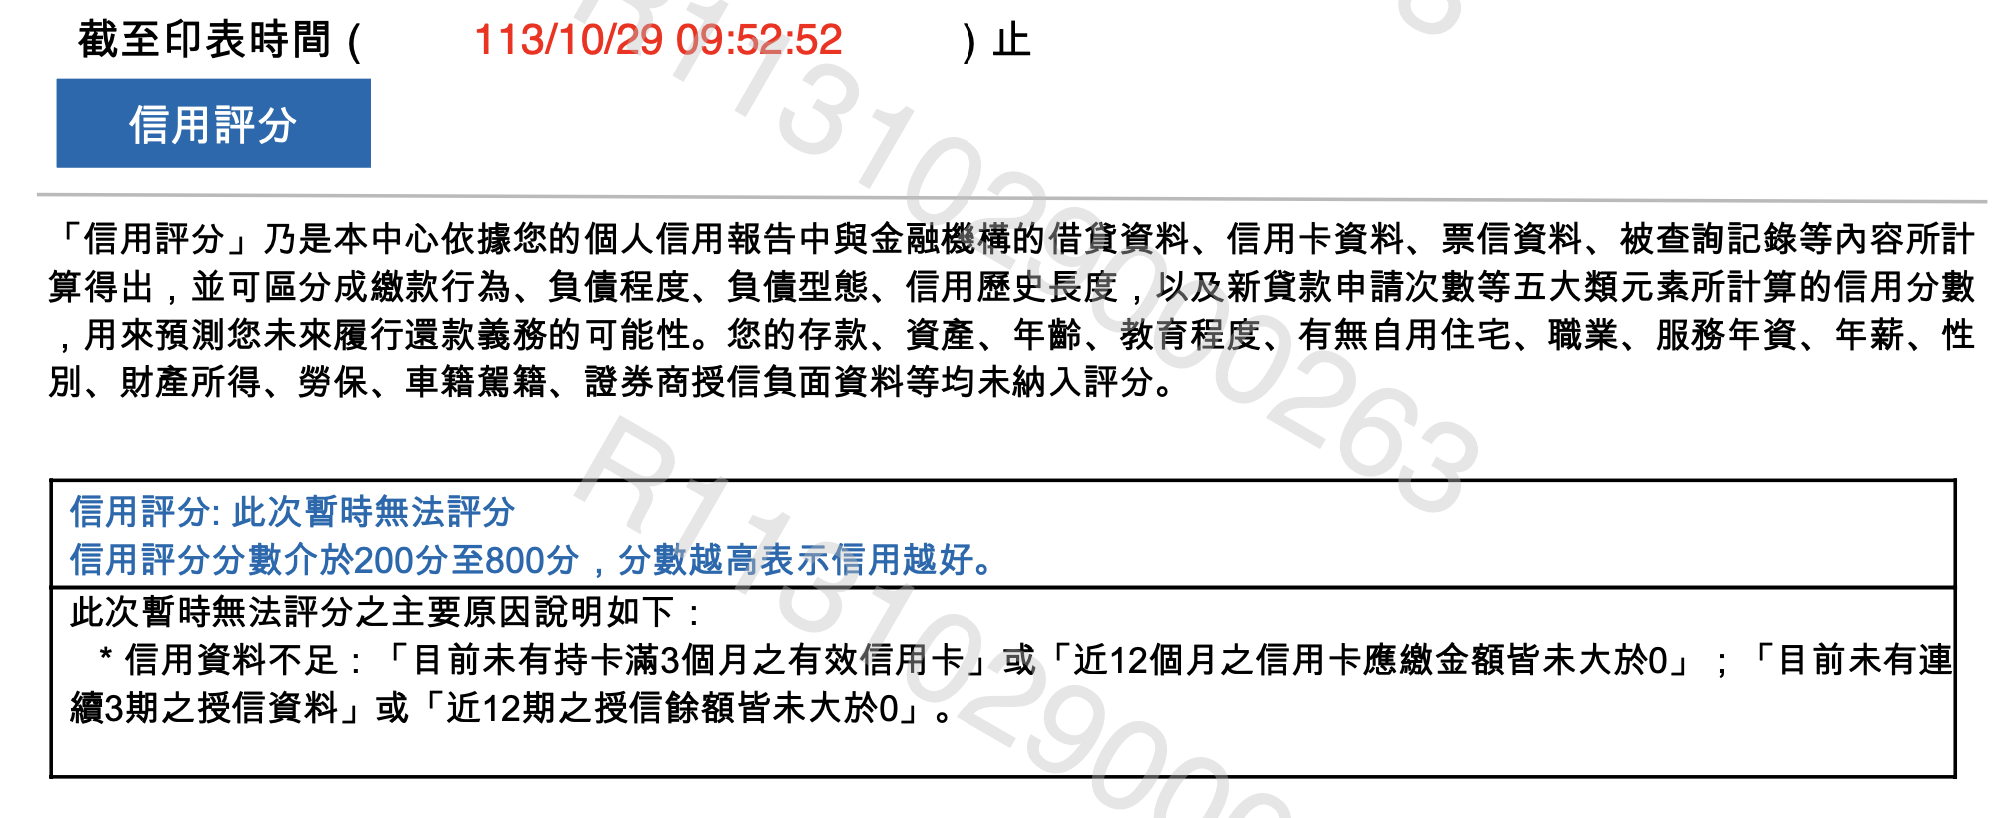 截至印表時間 ( 113/10/29 09:52:52 ) 止
信用評分
「信用評分」乃是本中心依據您的個人信用報告中與金融機構的借貸資料、信用卡資料、票信資料、被查詢記錄等內容所計
算得出，並可區分成繳款行為、負債程度、負債型態、信用歷史長度，以及新貸款申請次數等五大類元素所計算的信用分數
，用來預測您未來履行還款義務的可能性。您的存款、資產、年齡、教育程度、有無自用住宅、職業、服務年資、年薪、性
別、財產所得、勞保、車籍駕籍、證券商授信負面資料等均未納入評分。
信用評分: 此次暫時無法評分
信用評分分數介於200分至800分，分數越高表示信用越好。
此次暫時無法評分之主要原因說明如下：
* 信用資料不足：「目前未有持卡滿3個月之有效信用卡」或「近12個月之信用卡應繳金額皆未大於0」；「目前未有連
續3期之授信資料」或「近12期之授信餘額皆未大於0」。
R113102900263
R11310290026
3